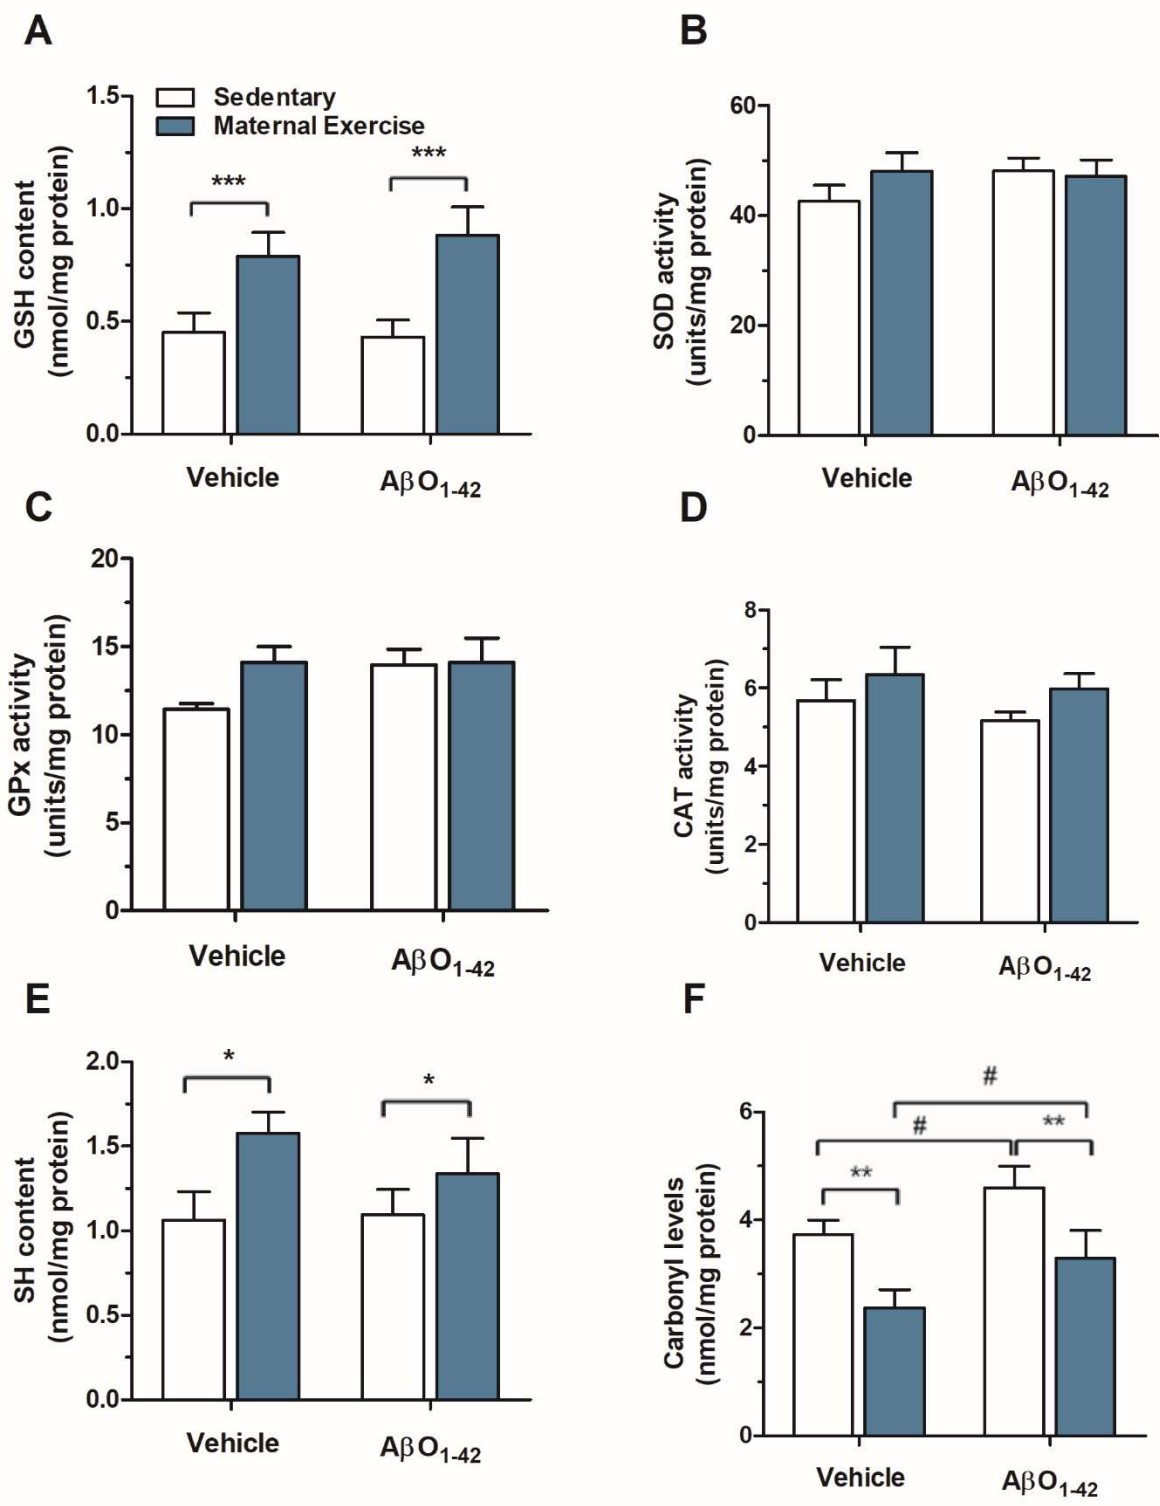 A
1.5
1.0
0.5
0.0
GSH content
(nmol/mg protein)
Sedentary
Maternal Exercise
***
***
Vehicle
AβO1-42
B
60
40
20
0
SOD activity
(units/mg protein)
Vehicle
AβO1-42
C
20
15
10
5
0
GPx activity
(units/mg protein)
Vehicle
AβO1-42
D
8
6
4
2
0
CAT activity
(units/mg protein)
Vehicle
AβO1-42
E
2.0
1.5
1.0
0.5
0.0
SH content
(nmol/mg protein)
*
*
Vehicle
AβO1-42
F
6
4
2
0
Carbonyl levels
(nmol/mg protein)
#
#
**
**
Vehicle
AβO1-42